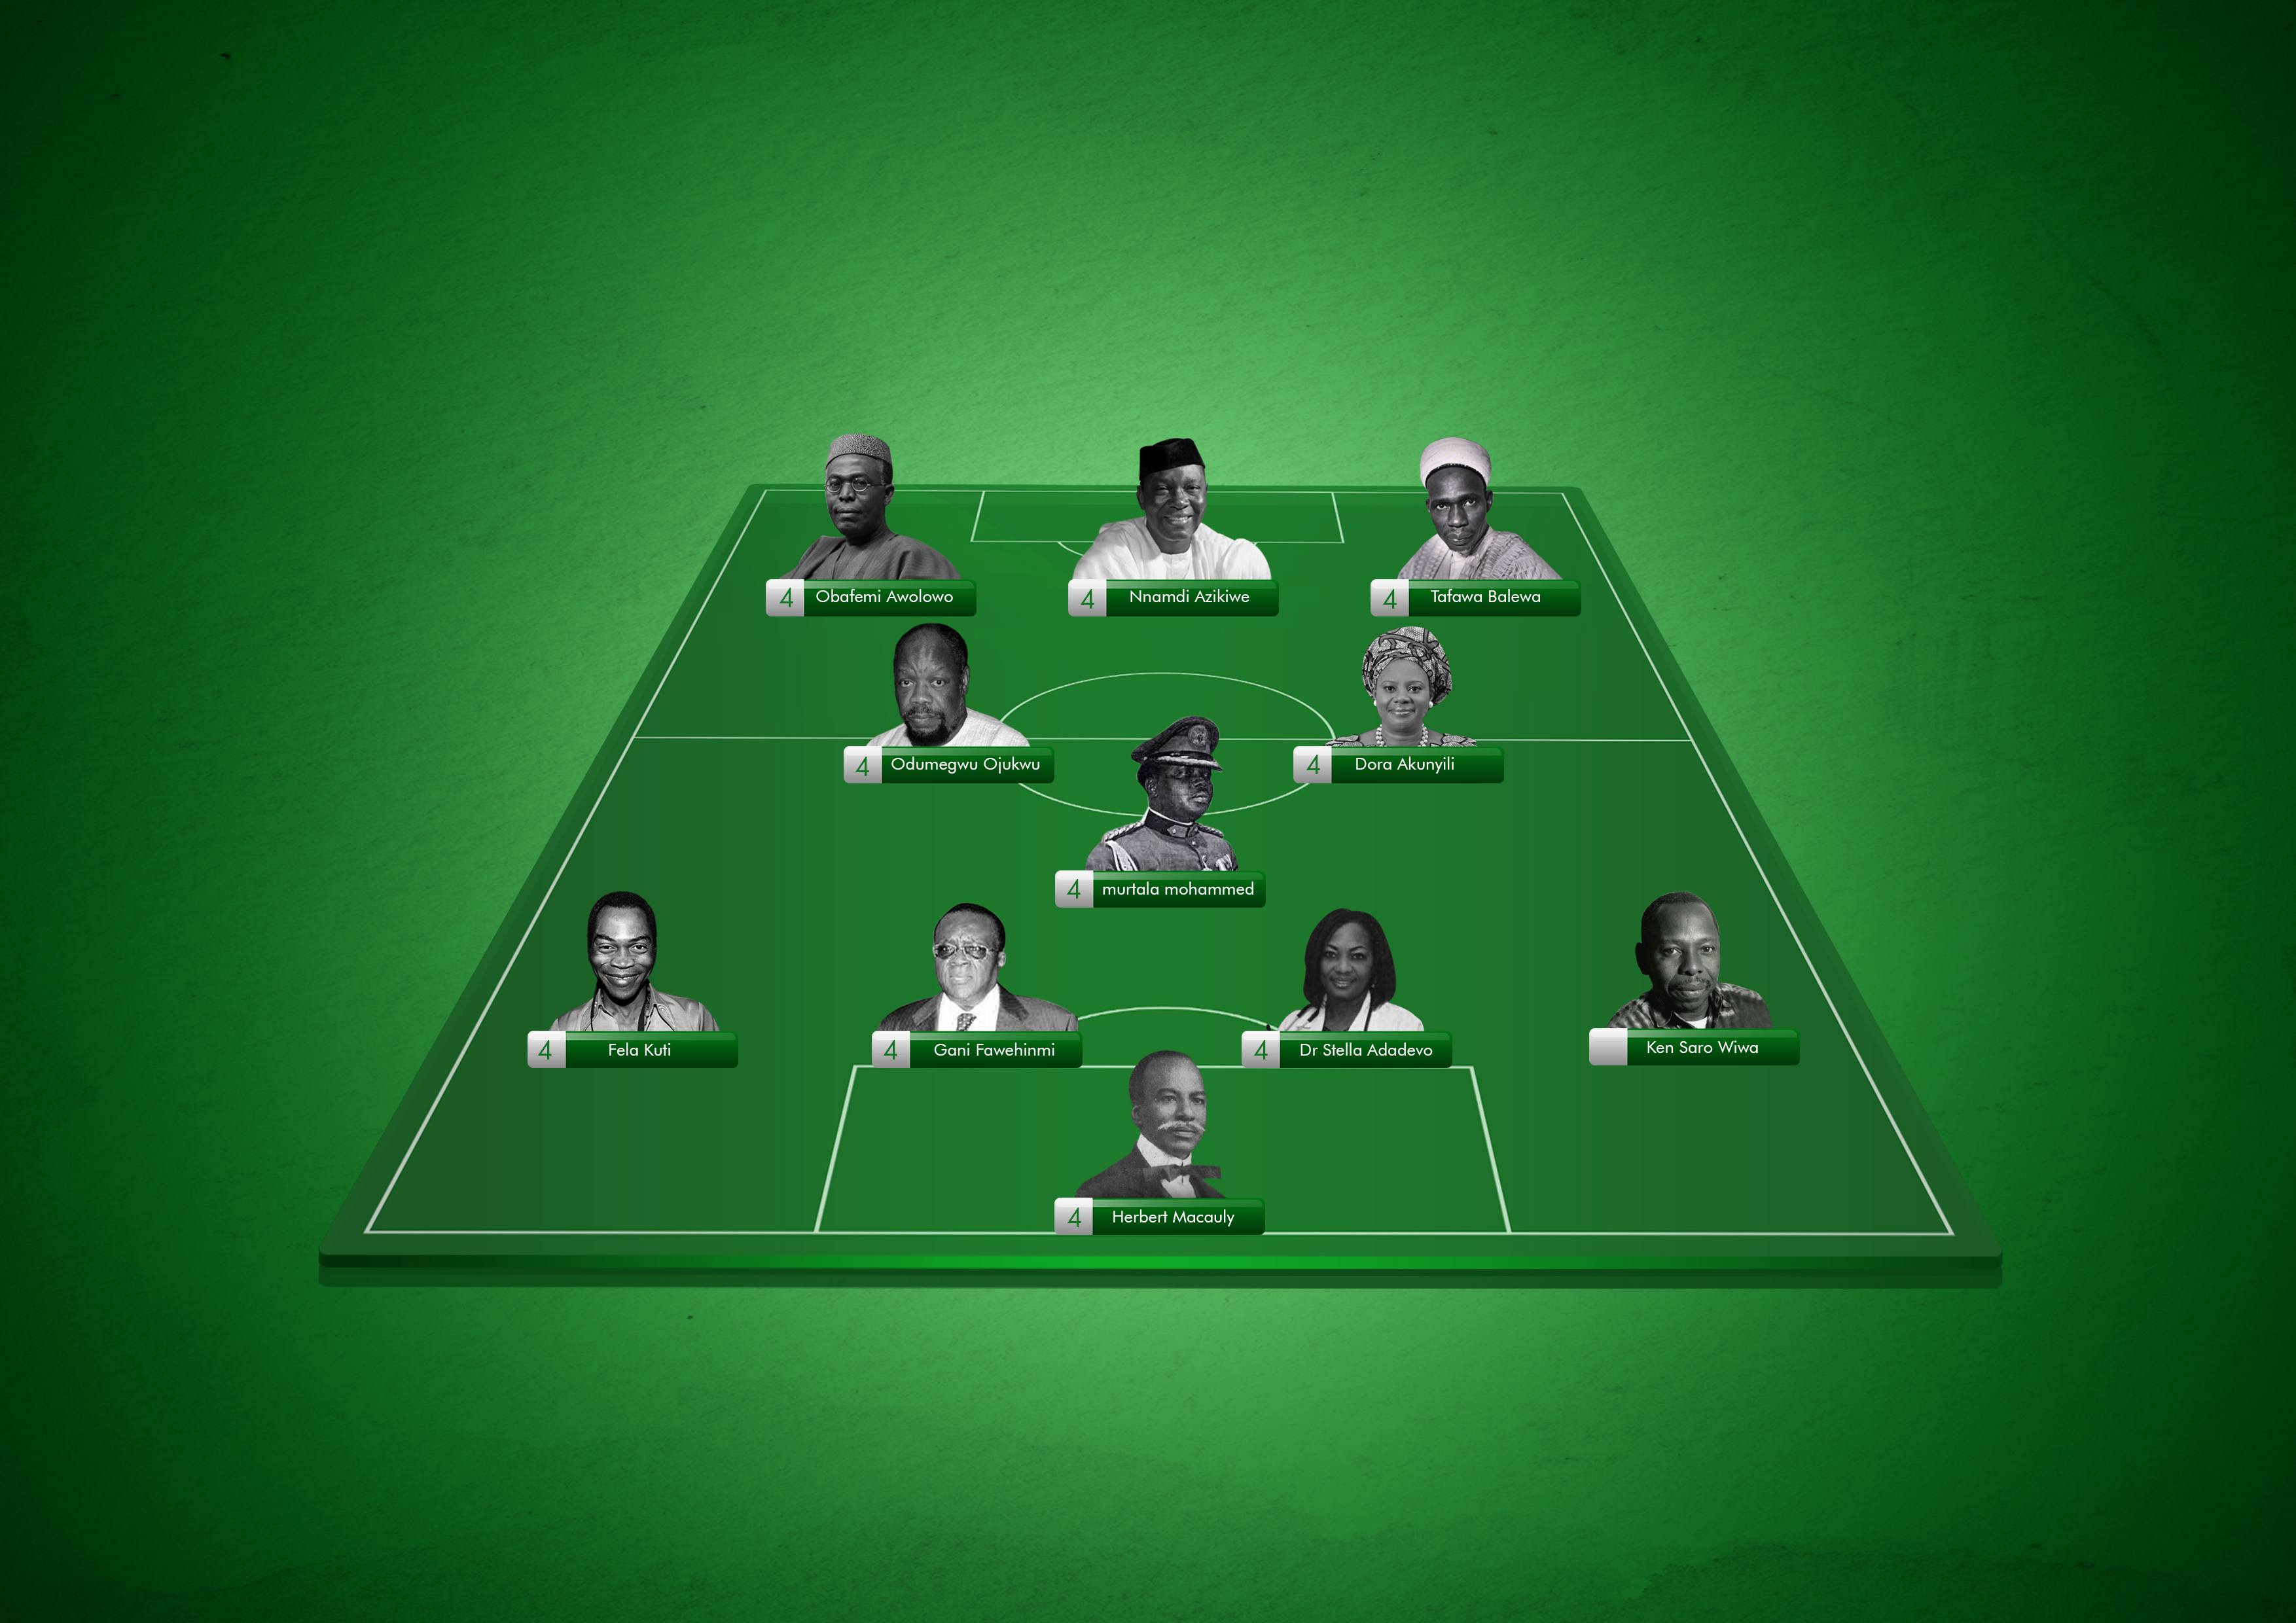 4 Obafemi Awolowo
4 Nnamdi Azikiwe
4 Tafawa Balewa
4 Odumegwu Ojukwu
4 Dora Akunyili
4 murtala mohammed
4 Fela Kuti
4 Gani Fawehinmi
4 Dr Stella Adadevo
Ken Saro Wiwa
4 Herbert Macauly